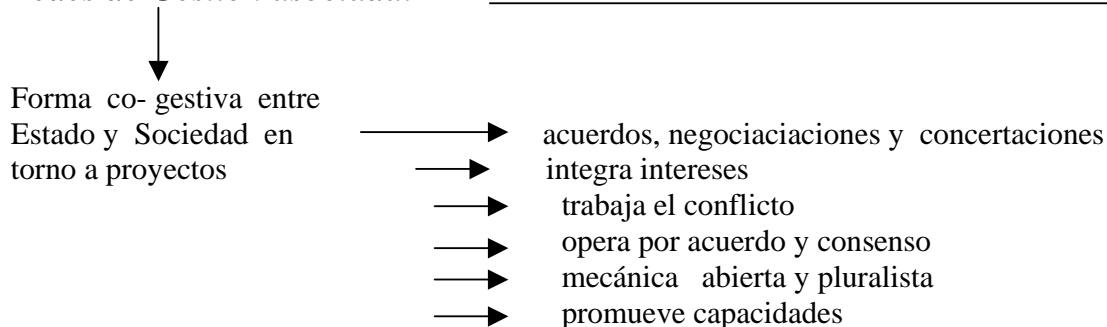 Forma co- gestiva entre
Estado y Sociedad en
torno a proyectos
acuerdos, negociaciaciones y concertaciones
integra intereses
trabaja el conflicto
opera por acuerdo y consenso
mecánica abierta y pluralista
promueve capacidades